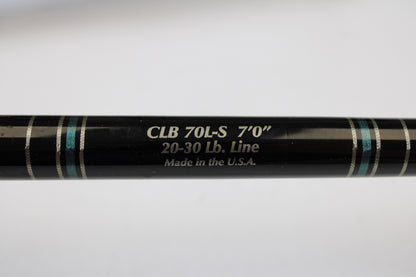 CLB 70L-S 7'0"
20-30 Lb. Line
Made in the U.S.A.